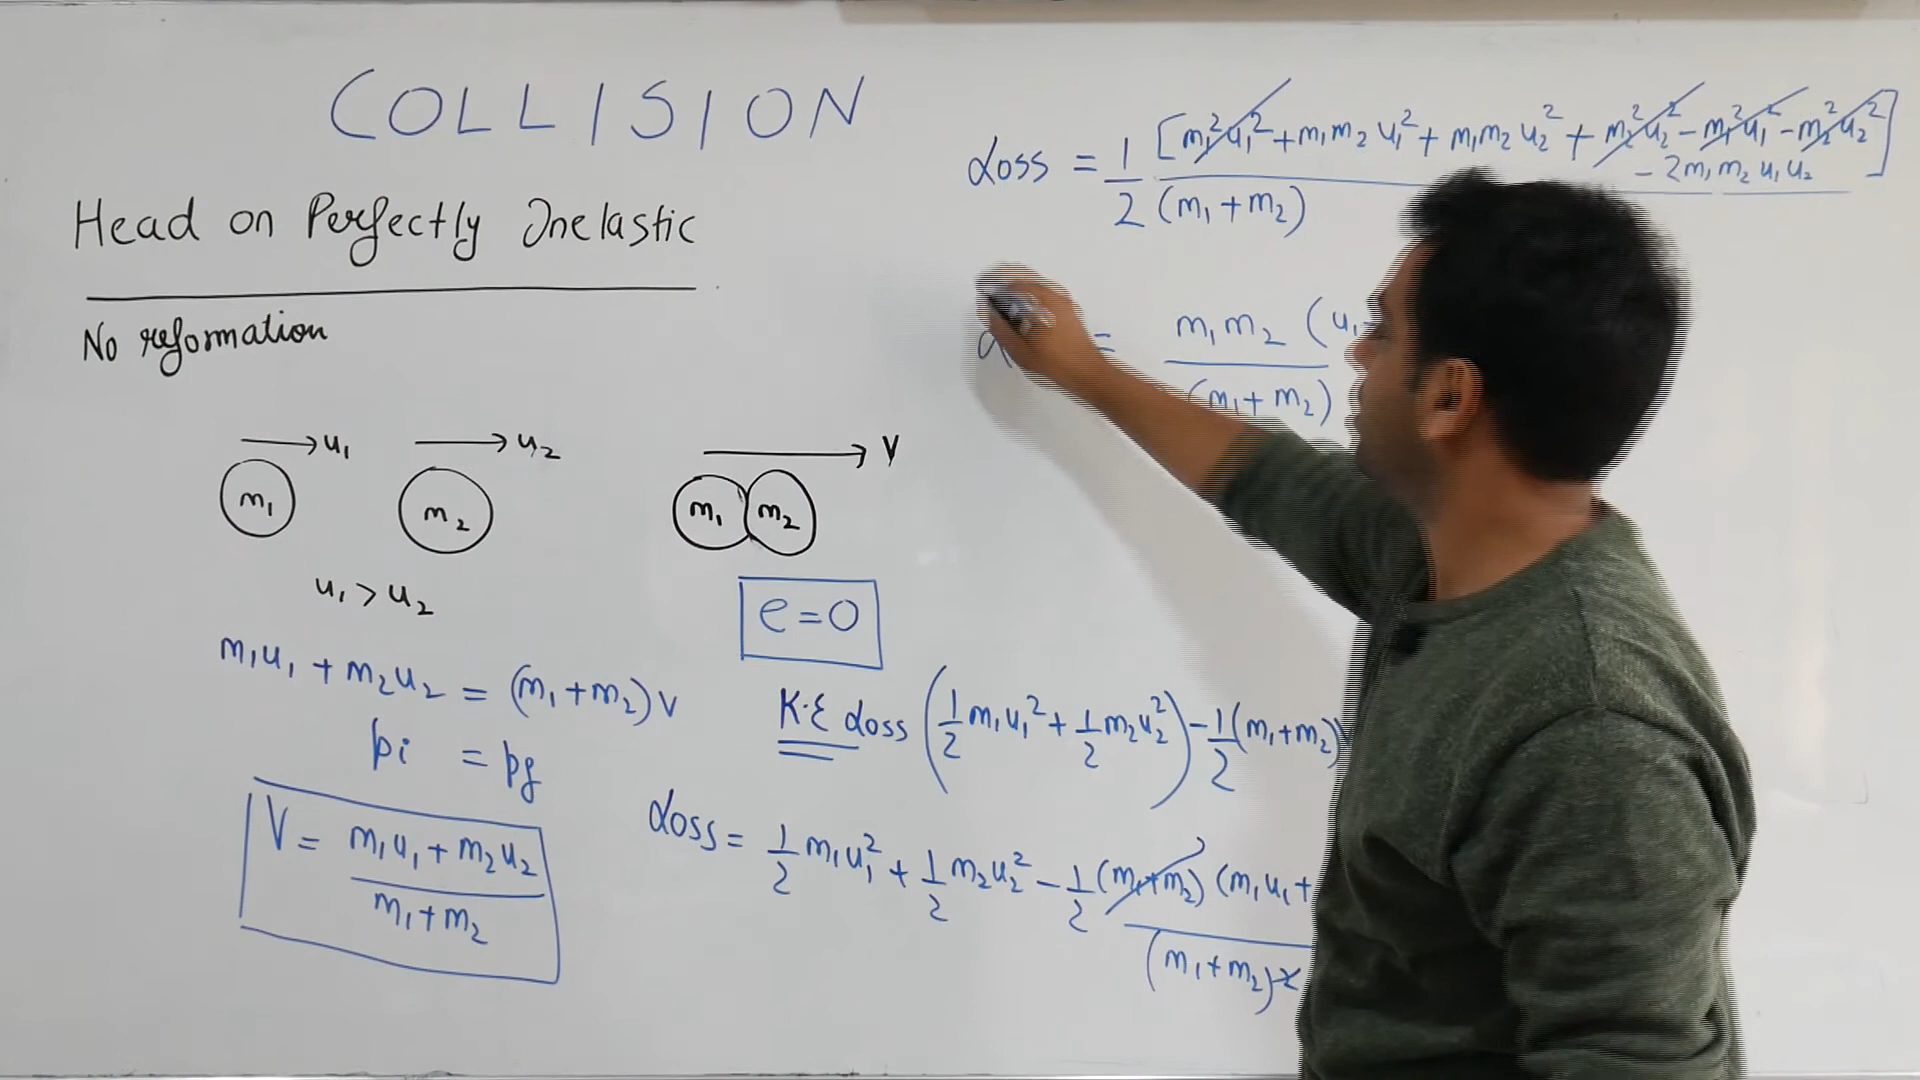 COLLISION
Head on Perfectly Inelastic
No reformation
u₁ u₂ V
m₁ m₂ m₁ m₂
u₁ > u₂
e = 0
m₁u₁ + m₂u₂ = (m₁ + m₂)V
pi = pf
V = (m₁u₁ + m₂u₂) / (m₁ + m₂)
K.E Loss (1/2 m₁u₁² + 1/2 m₂u₂²) - 1/2 (m₁ + m₂)
Loss = 1/2 m₁u₁² + 1/2 m₂u₂² - 1/2 (m₁ + m₂) (m₁u₁ +
(m₁ + m₂)2
Loss = 1/2 [m₁²u₁² + m₁m₂u₁² + m₁m₂u₂² + m₂²u₂² - m₁²u₁² - m₂²u₂²
- 2m₁m₂u₁u₂]
(m₁ + m₂)
= m₁m₂ (u₁
(m₁ + m₂)